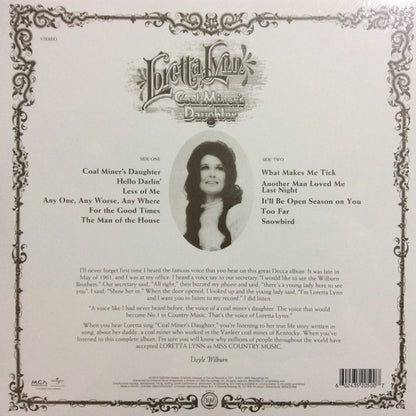 STEREO
Loretta Lynn
Coal Miner's
Daughter
SIDE ONE
Coal Miner's Daughter
Hello Darlin'
Less of Me
Any One, Any Worse, Any Where
For the Good Times
The Man of the House
SIDE TWO
What Makes Me Tick
Another Man Loved Me
Last Night
It'll Be Open Season on You
Too Far
Snowbird
I'll never forget first time I heard the famous voice that you hear on this great Decca album. It was late in
May of 1961, and I was at my office. I heard a voice say to our secretary, "I would like to see the Wilburn
Brothers." Our secretary said, "All right," then buzzed my phone and said, "there's a young lady here to see
you". I said, "Show her in." When the door opened, I looked up and the young lady said, "I'm Loretta Lynn
and I want you to listen to my record." I did listen.
"A voice like I had never heard before; the voice of a coal miner's daughter. The voice that would
become No.1 in Country Music. That's the voice of Loretta Lynn."
When you hear Loretta sing "Coal Miner's Daughter," you're listening to her true life story written in
song, about her daddy, a coal miner who worked in the Vanleer coal mines of Kentucky. When you've
listened to this complete album, I'm sure you will know why millions of people throughout the world have
accepted LORETTA LYNN as MISS COUNTRY MUSIC.
Doyle Wilburn
MCA
UNIVERSAL
6 02435 00500 7